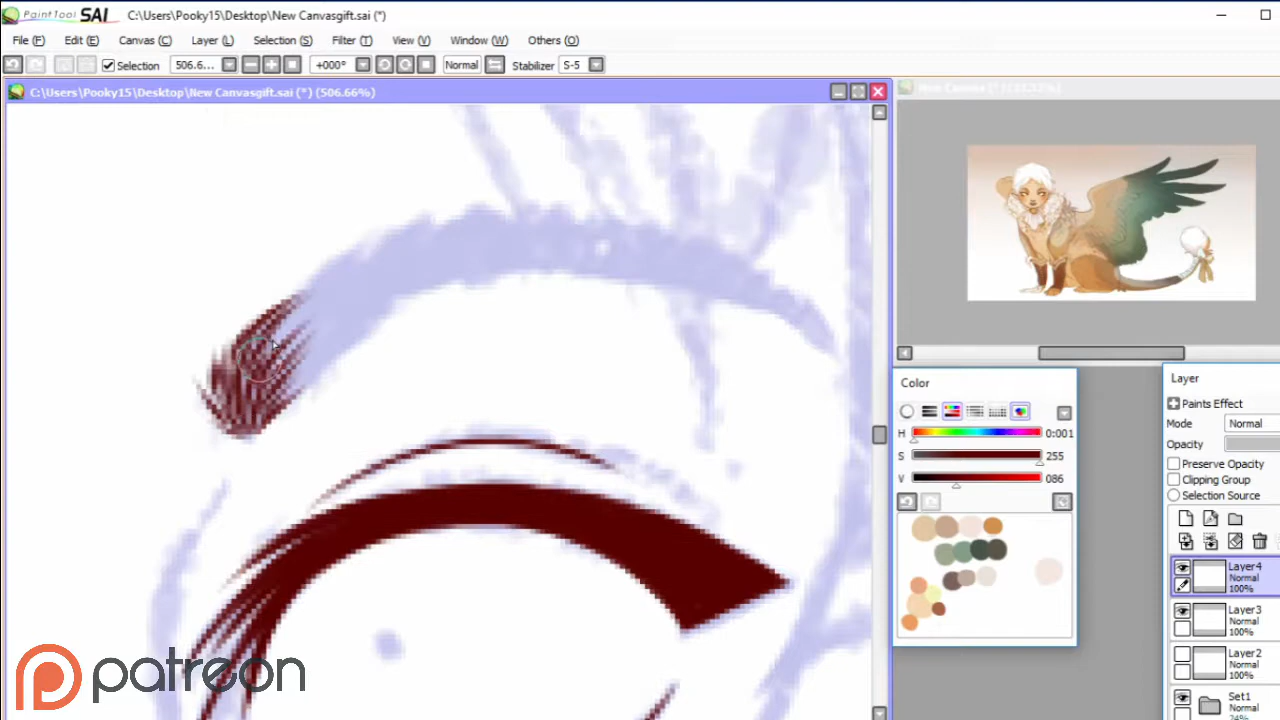 PaintTool SAI C:\Users\Pooky15\Desktop\New Canvasgift.sai (*)
File (F) Edit (E) Canvas (C) Layer (L) Selection (S) Filter (T) View (V) Window (W) Others (O)
Selection 506.6... +000° Normal Stabilizer S-5
C:\Users\Pooky15\Desktop\New Canvasgift.sai (*) (506.66%)
Color
H 0:001
S 255
V 086
Layer
Paints Effect
Mode Normal
Opacity
Preserve Opacity
Clipping Group
Selection Source
Layer4
Normal
100%
Layer3
Normal
100%
Layer2
Normal
100%
Set1
Normal
24%
patreon